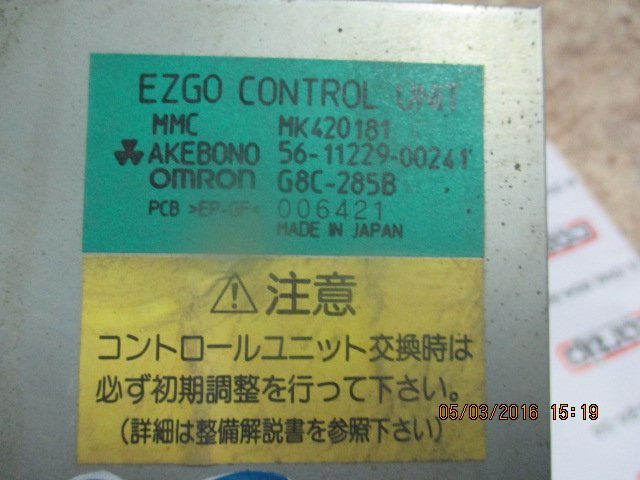 EZGO CONTROL UNIT
MMC MK420181
AKEBONO 56-11229-00241
omron G8C-285B
PCB >EP-GF< 006421
MADE IN JAPAN
⚠注意
コントロールユニット交換時は
必ず初期調整を行って下さい。
(詳細は整備解説書を参照下さい)
05/03/2016 15:19